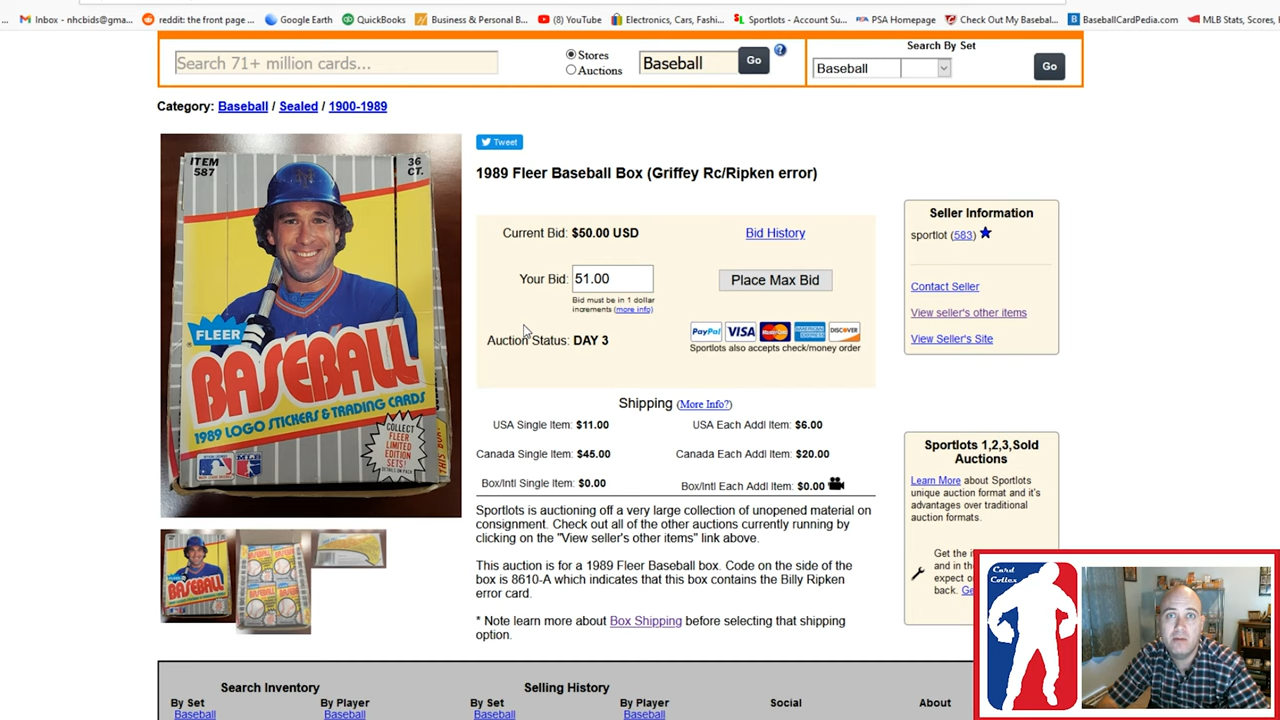 Inbox - nhcbids@gma...
reddit: the front page ...
Google Earth
QuickBooks
Business & Personal B...
(8) YouTube
Electronics, Cars, Fashi...
Sportlots - Account Su...
PSA Homepage
Check Out My Basebal...
BaseballCardPedia.com
MLB Stats, Scores,
Search 71+ million cards...
Stores
Auctions
Baseball
Go
Search By Set
Baseball
Go
Category: Baseball / Sealed / 1900-1989
ITEM
587
36
CT.
FLEER
BASEBALL
1989 LOGO STICKERS & TRADING CARDS
COLLECT
FLEER
LIMITED
EDITION
SETS!
DETAILS ON PACK
MLB
THIS BO
Tweet
1989 Fleer Baseball Box (Griffey Rc/Ripken error)
Current Bid: $50.00 USD
Bid History
Your Bid: 51.00
Place Max Bid
Bid must be in 1 dollar
increments (more info)
Auction Status: DAY 3
PayPal
VISA
MasterCard
AMERICAN EXPRESS
DISCOVER
Sportlots also accepts check/money order
Shipping (More Info?)
USA Single Item: $11.00
USA Each Addl Item: $6.00
Canada Single Item: $45.00
Canada Each Addl Item: $20.00
Box/Intl Single Item: $0.00
Box/Intl Each Addl Item: $0.00
Sportlots is auctioning off a very large collection of unopened material on
consignment. Check out all of the other auctions currently running by
clicking on the "View seller's other items" link above.
This auction is for a 1989 Fleer Baseball box. Code on the side of the
box is 8610-A which indicates that this box contains the Billy Ripken
error card.
* Note learn more about Box Shipping before selecting that shipping
option.
Seller Information
sportlot (583)
Contact Seller
View seller's other items
View Seller's Site
Sportlots 1,2,3,Sold
Auctions
Learn More about Sportlots
unique auction format and it's
advantages over traditional
auction formats.
Get the i
and in the
expect o
back. Ge
Card
Collex
Search Inventory
Selling History
By Set
By Player
By Set
By Player
Social
About
Baseball
Baseball
Baseball
Baseball